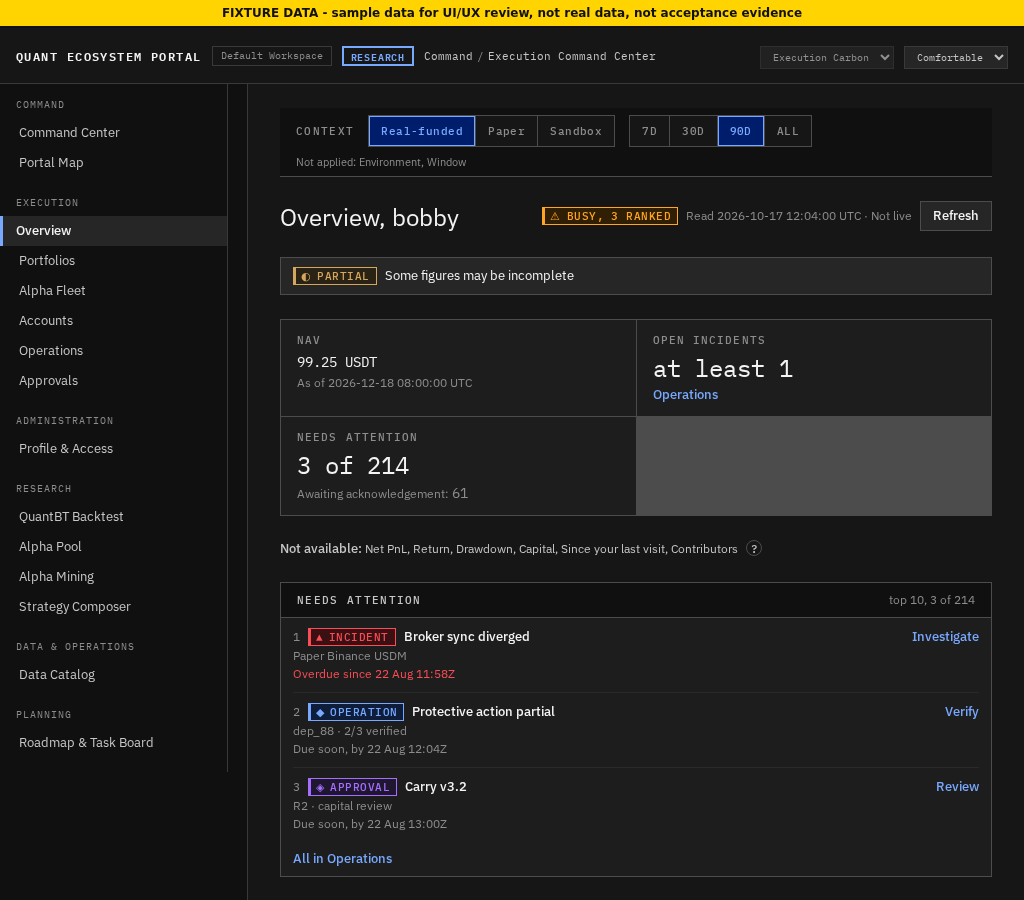 FIXTURE DATA - sample data for UI/UX review, not real data, not acceptance evidence
QUANT ECOSYSTEM PORTAL Default Workspace RESEARCH Command / Execution Command Center Execution Carbon Comfortable
COMMAND
Command Center
Portal Map
EXECUTION
Overview
Portfolios
Alpha Fleet
Accounts
Operations
Approvals
ADMINISTRATION
Profile & Access
RESEARCH
QuantBT Backtest
Alpha Pool
Alpha Mining
Strategy Composer
DATA & OPERATIONS
Data Catalog
PLANNING
Roadmap & Task Board
CONTEXT Real-funded Paper Sandbox 7D 30D 90D ALL
Not applied: Environment, Window
Overview, bobby ⚠ BUSY, 3 RANKED Read 2026-10-17 12:04:00 UTC · Not live Refresh
◐ PARTIAL Some figures may be incomplete
NAV
99.25 USDT
As of 2026-12-18 08:00:00 UTC
OPEN INCIDENTS
at least 1
Operations
NEEDS ATTENTION
3 of 214
Awaiting acknowledgement: 61
Not available: Net PnL, Return, Drawdown, Capital, Since your last visit, Contributors ?
NEEDS ATTENTION top 10, 3 of 214
1 ▲ INCIDENT Broker sync diverged Investigate
Paper Binance USDM
Overdue since 22 Aug 11:58Z
2 ◆ OPERATION Protective action partial Verify
dep_88 · 2/3 verified
Due soon, by 22 Aug 12:04Z
3 ◈ APPROVAL Carry v3.2 Review
R2 · capital review
Due soon, by 22 Aug 13:00Z
All in Operations